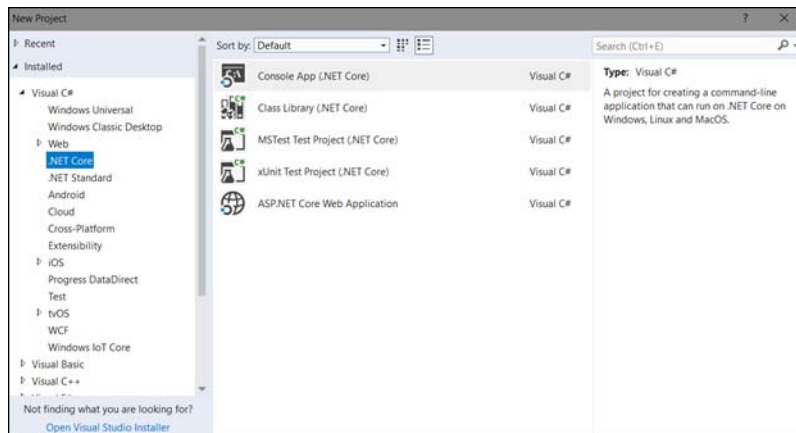 New Project
? ×
Recent
Installed
Visual C#
Windows Universal
Windows Classic Desktop
Web
.NET Core
.NET Standard
Android
Cloud
Cross-Platform
Extensibility
iOS
Progress DataDirect
Test
tvOS
WCF
Windows IoT Core
Visual Basic
Visual C++
Not finding what you are looking for?
Open Visual Studio Installer
Sort by: Default
Console App (.NET Core) Visual C#
Class Library (.NET Core) Visual C#
MSTest Test Project (.NET Core) Visual C#
xUnit Test Project (.NET Core) Visual C#
ASP.NET Core Web Application Visual C#
Search (Ctrl+E)
Type: Visual C#
A project for creating a command-line
application that can run on .NET Core on
Windows, Linux and MacOS.